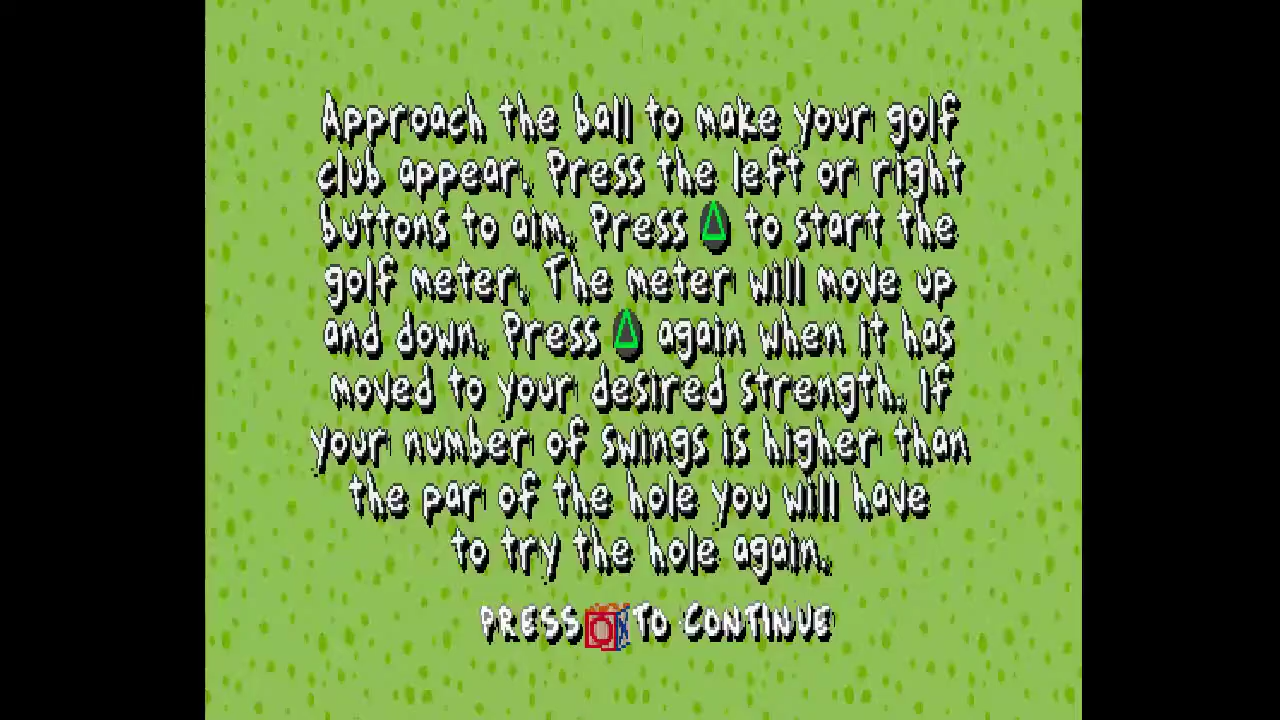 Approach the ball to make your golf
club appear. Press the left or right
buttons to aim. Press △ to start the
golf meter. The meter will move up
and down. Press △ again when it has
moved to your desired strength. If
your number of swings is higher than
the par of the hole you will have
to try the hole again.
PRESS OK TO CONTINUE